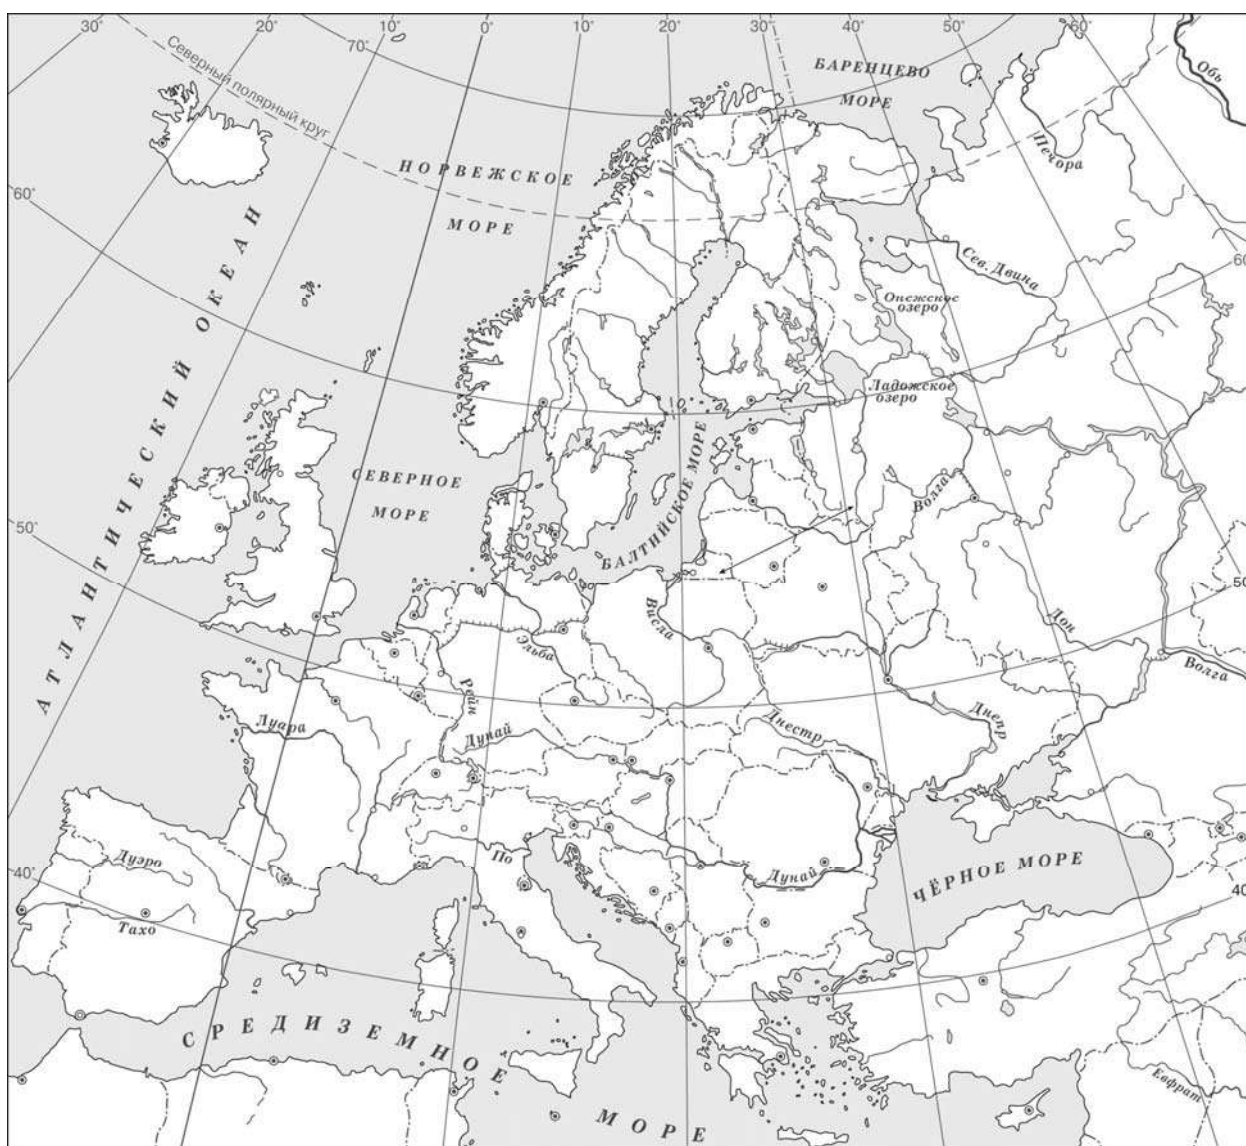 30°
20°
10°
0°
10°
20°
30°
40°
50°
60°
70°
Северный полярный круг
БАРЕНЦЕВО
МОРЕ
Обь
Печора
НОРВЕЖСКОЕ
МОРЕ
60°
АТЛАНТИЧЕСКИЙ ОКЕАН
Сев. Двина
60
Онежское
озеро
Ладожское
озеро
СЕВЕРНОЕ
МОРЕ
БАЛТИЙСКОЕ МОРЕ
Волга
50°
50
Висла
Эльба
Дон
Рейн
Волга
Луара
Дунай
Днестр
Днепр
По
Дуэро
Дунай
ЧЁРНОЕ МОРЕ
40°
40
Тахо
СРЕДИЗЕМНОЕ
МОРЕ
Евфрат